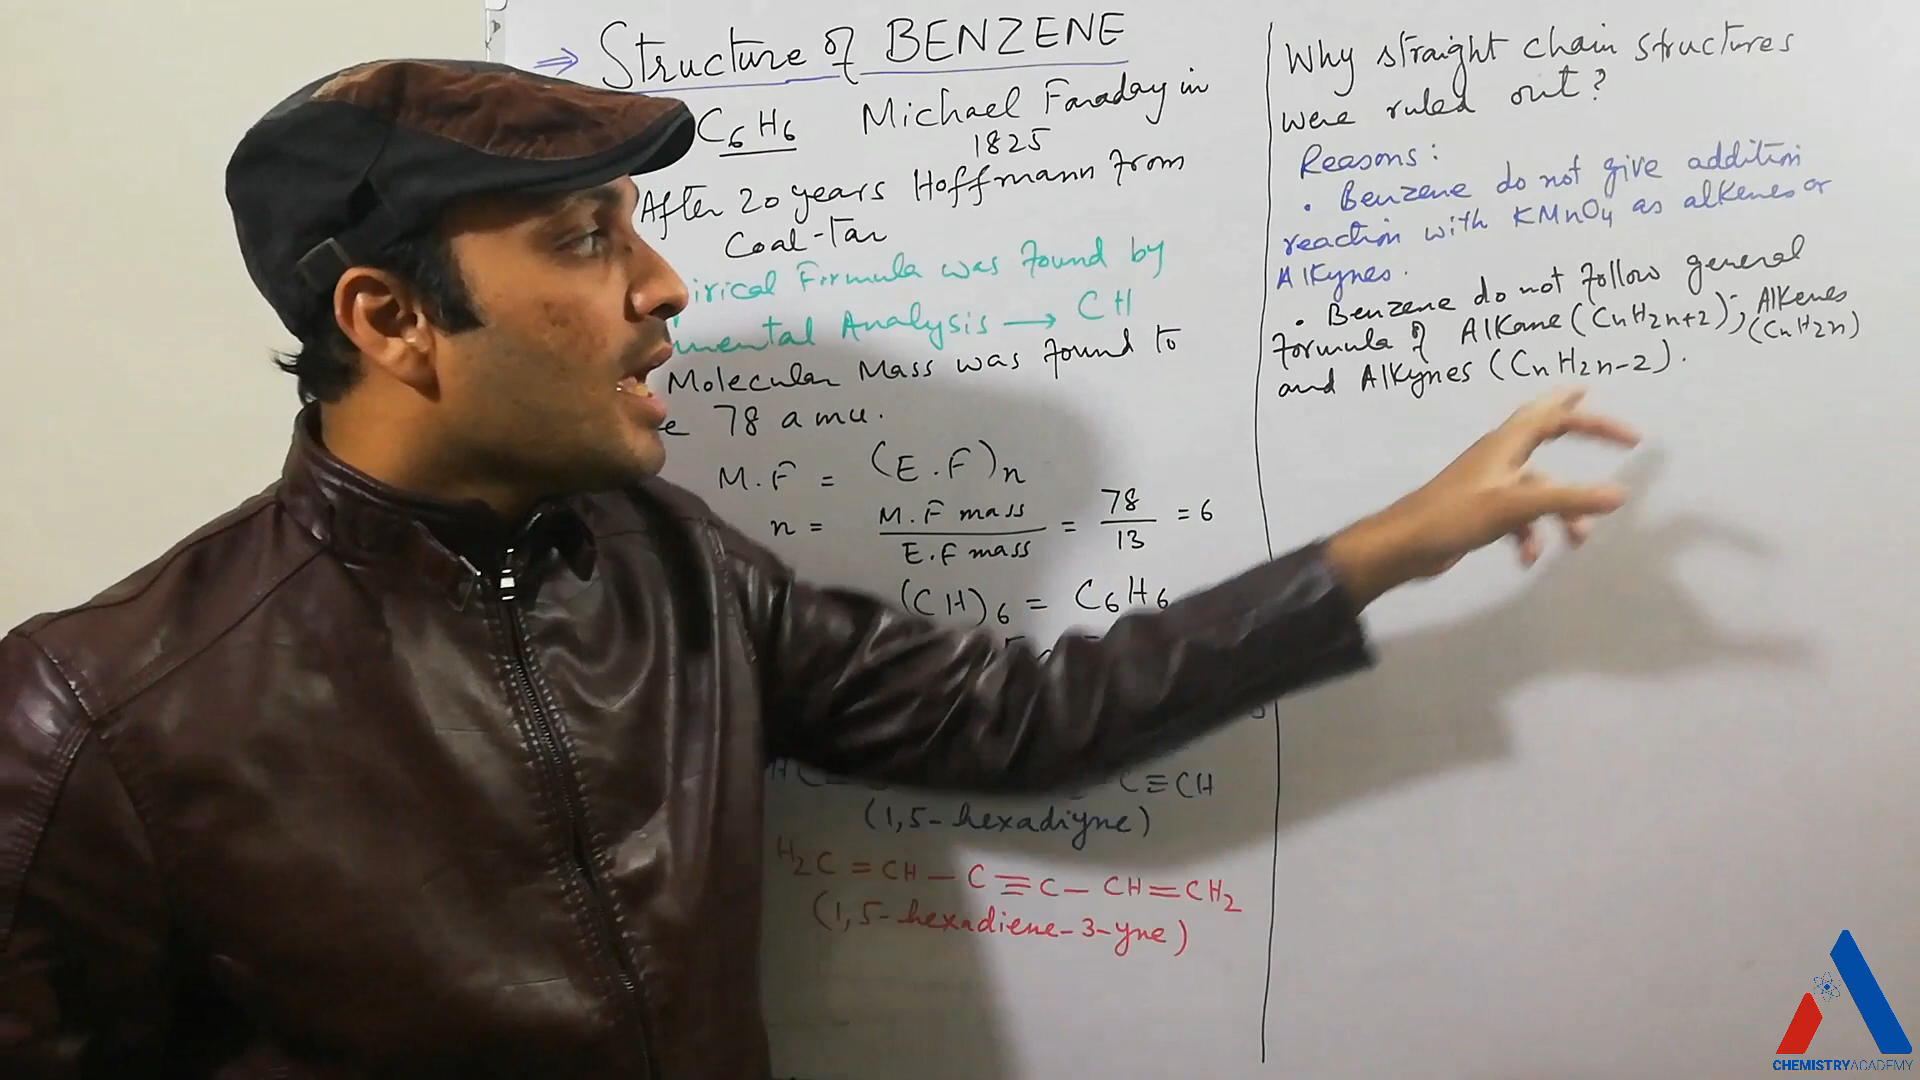 ⇒ Structure of BENZENE
C6H6 Michael Faraday in
1825
After 20 years Hoffmann from
Coal-Tar
irical Formula was found by
mental Analysis → CH
Molecular Mass was found to
e 78 amu.
M.F = (E.F)n
n = M.F mass / E.F mass = 78 / 13 = 6
(CH)6 = C6H6
C≡CH
(1,5-hexadiyne)
H2C=CH-C≡C-CH=CH2
(1,5-hexadiene-3-yne)
Why straight chain structures
were ruled out?
Reasons:
• Benzene do not give addition
reaction with KMnO4 as alkenes or
Alkynes.
• Benzene do not follow general
formula of Alkane (CnH2n+2), Alkenes
(CnH2n)
and Alkynes (CnH2n-2).
CHEMISTRYACADEMY